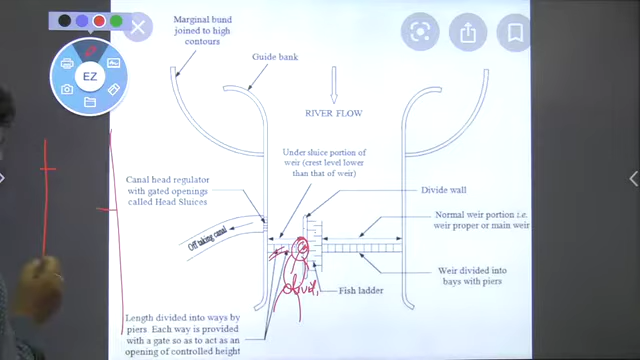 Marginal bund
joined to high
contours
EZ
Guide bank
RIVER FLOW
Under sluice portion of
weir (crest level lower
than that of weir)
Canal head regulator
with gated openings
called Head Sluices
Divide wall
Normal weir portion i.e.
weir proper or main weir
Off taking canal
Weir divided into
bays with piers
Fish ladder
Length divided into ways by
piers. Each way is provided
with a gate so as to act as an
opening of controlled height